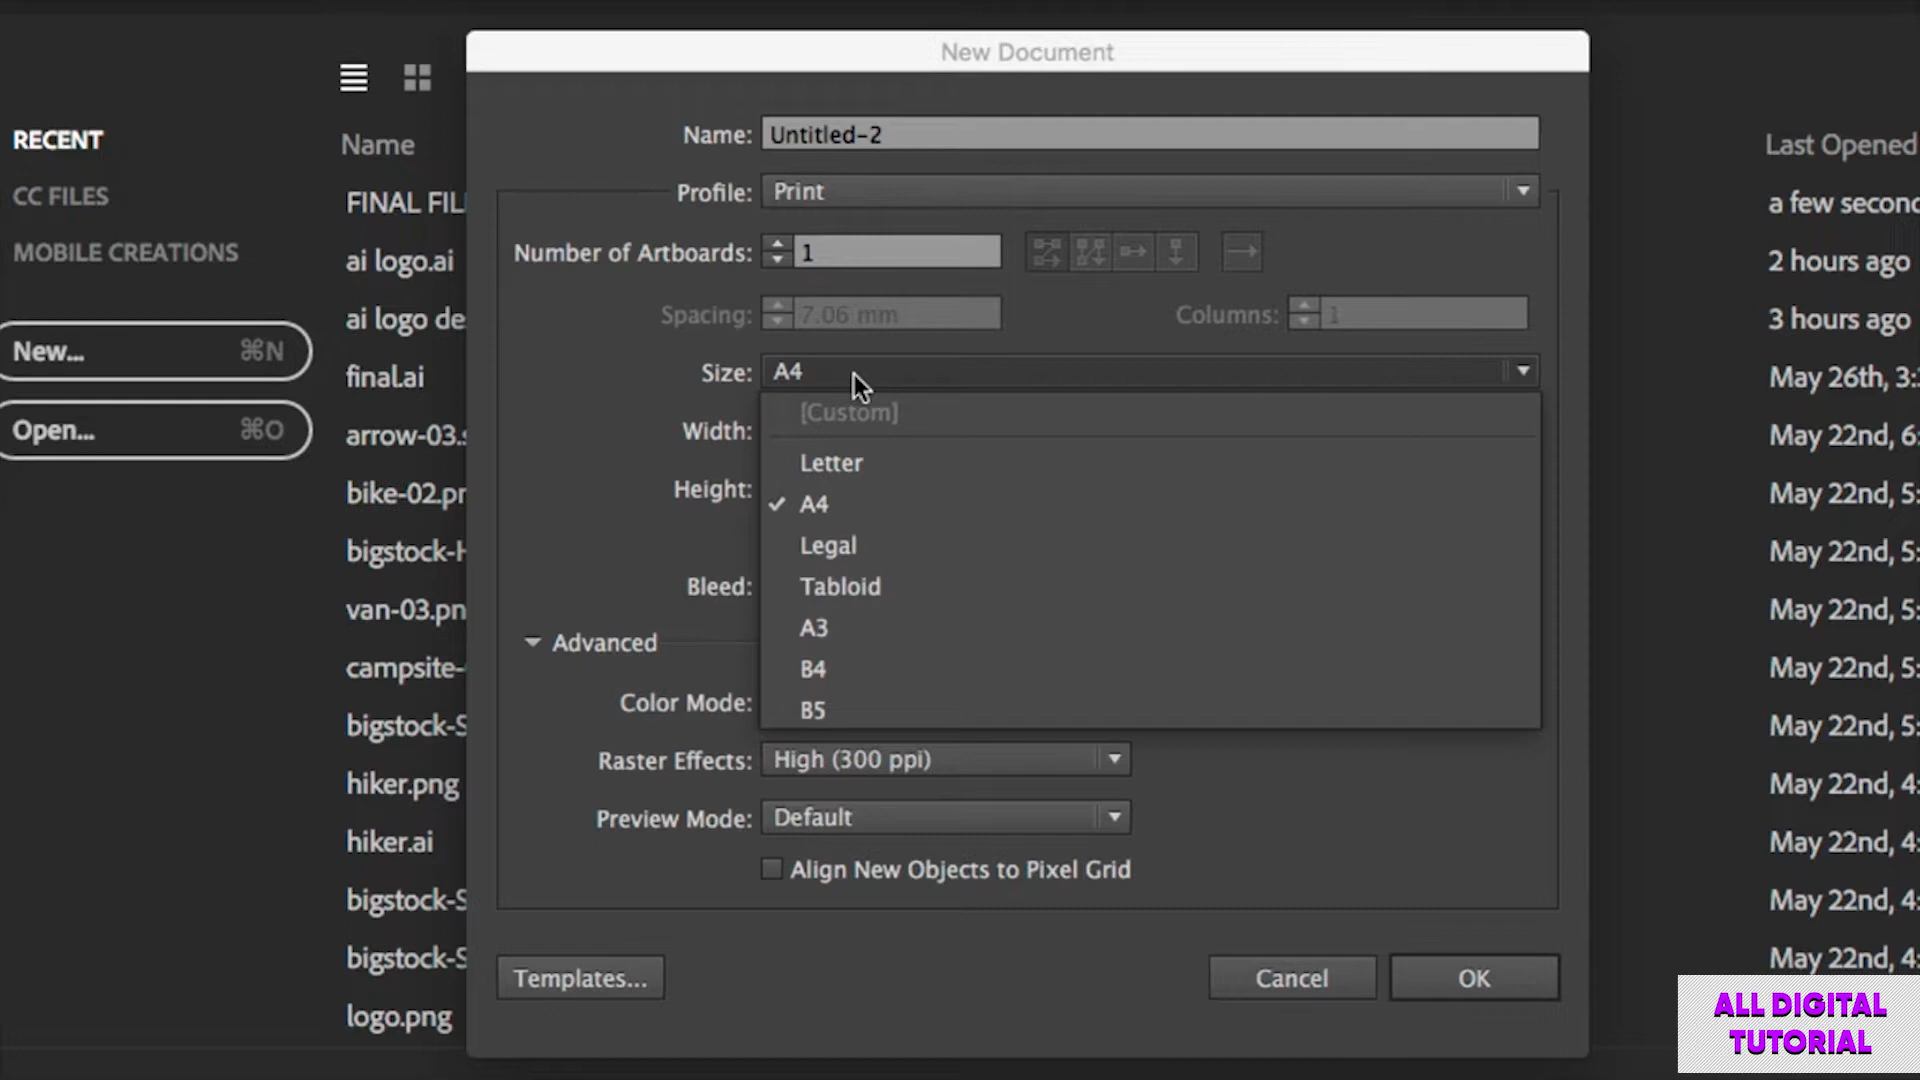 New Document
RECENT
CC FILES
MOBILE CREATIONS
New... ⌘N
Open... ⌘O
Name
FINAL FIL
ai logo.ai
ai logo de
final.ai
arrow-03.s
bike-02.pn
bigstock-H
van-03.pn
campsite-
bigstock-S
hiker.png
hiker.ai
bigstock-S
bigstock-S
logo.png
Name: Untitled-2
Profile: Print
Number of Artboards: 1
Spacing: 7.06 mm Columns: 1
Size: A4
[Custom]
Letter
A4
Legal
Tabloid
A3
B4
B5
Width:
Height:
Bleed:
Advanced
Color Mode:
Raster Effects: High (300 ppi)
Preview Mode: Default
Align New Objects to Pixel Grid
Templates... Cancel OK
Last Opened
a few second
2 hours ago
3 hours ago
May 26th, 3:
May 22nd, 6:
May 22nd, 5:
May 22nd, 5:
May 22nd, 5:
May 22nd, 5:
May 22nd, 5:
May 22nd, 4:
May 22nd, 4:
May 22nd, 4:
May 22nd, 4:
ALL DIGITAL
TUTORIAL